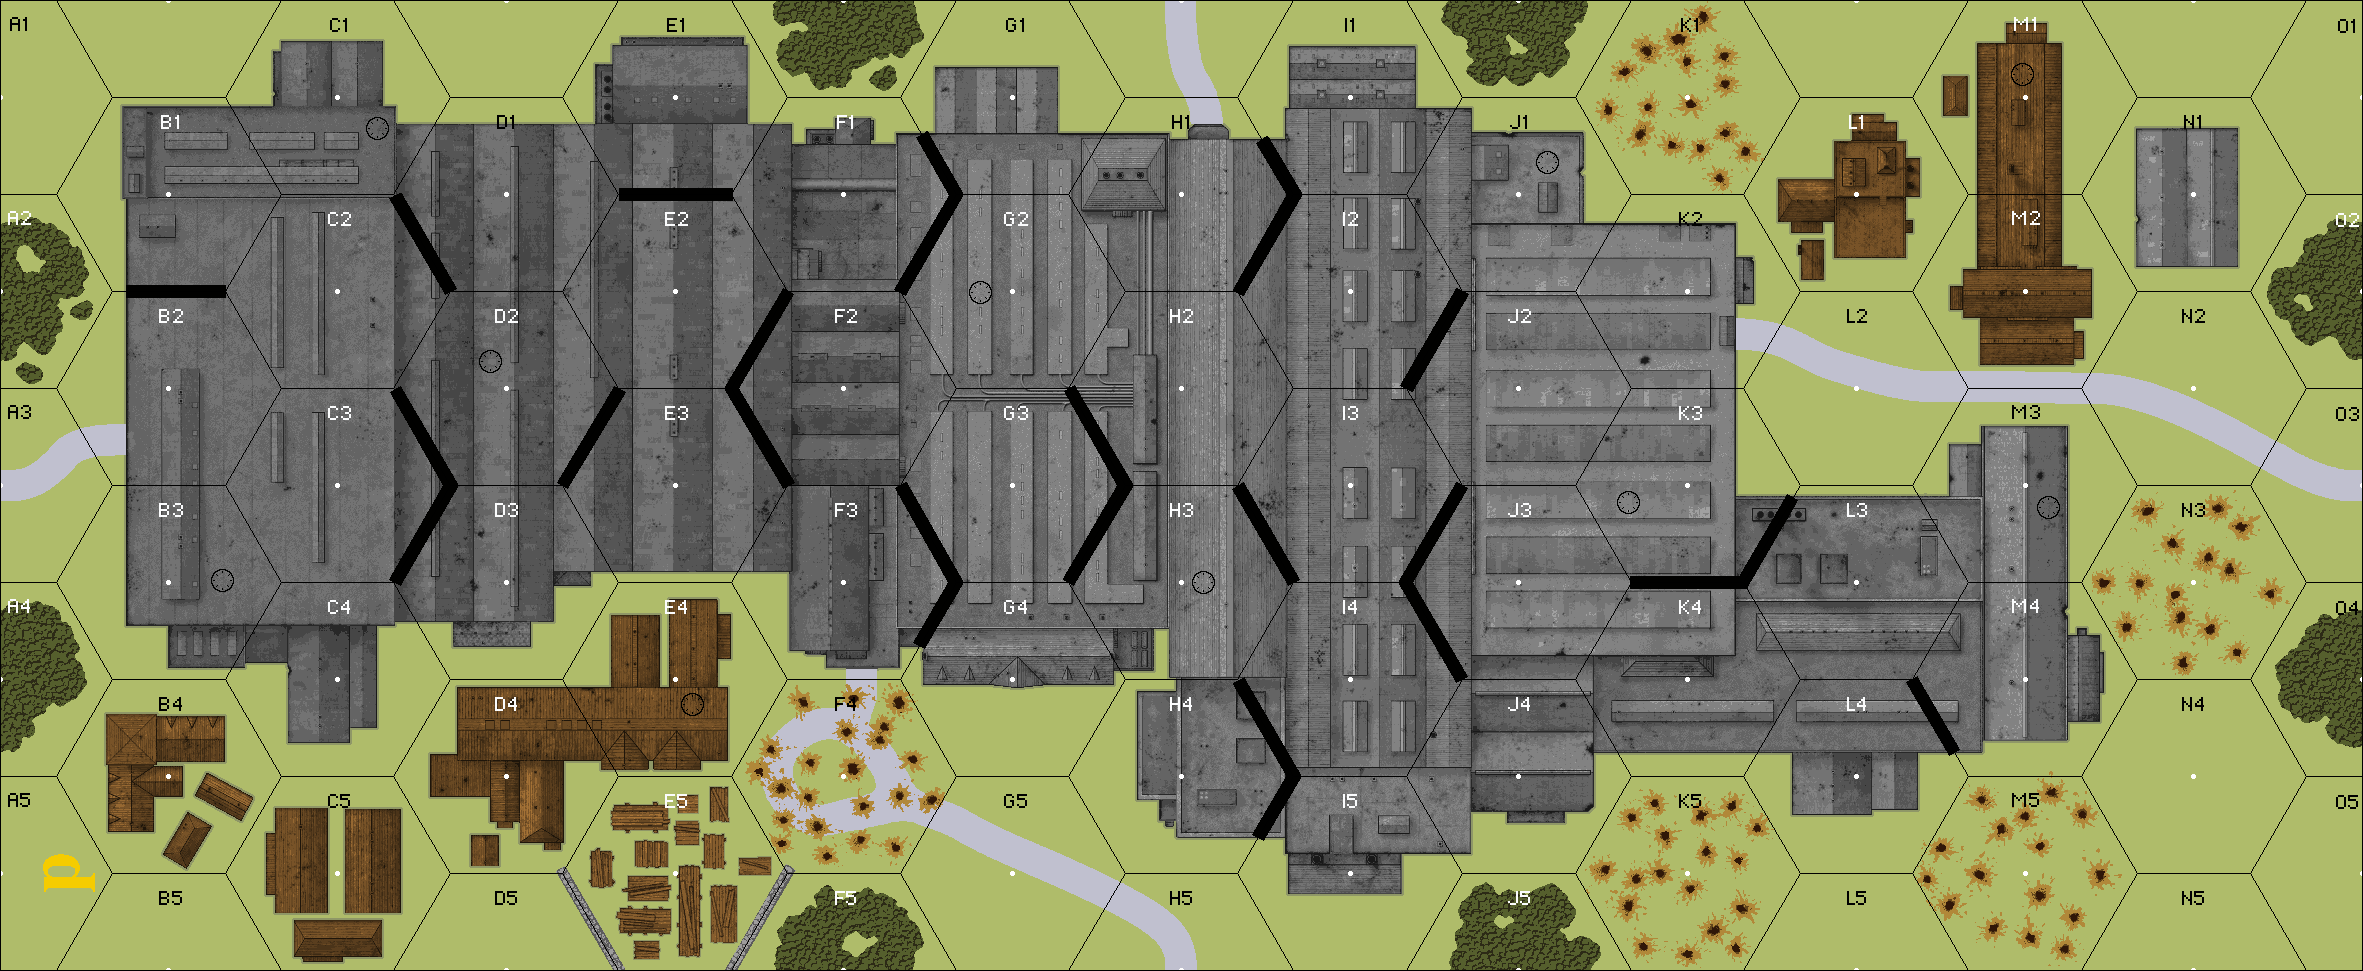 A1 C1 E1 G1 I1 K1 M1 O1
B1 D1 F1 H1 J1 L1 N1
A2 C2 E2 G2 I2 K2 M2 O2
B2 D2 F2 H2 J2 L2 N2
A3 C3 E3 G3 I3 K3 M3 O3
B3 D3 F3 H3 J3 L3 N3
A4 C4 E4 G4 I4 K4 M4 O4
B4 D4 F4 H4 J4 L4 N4
A5 C5 E5 G5 I5 K5 M5 O5
p
B5 D5 F5 H5 J5 L5 N5